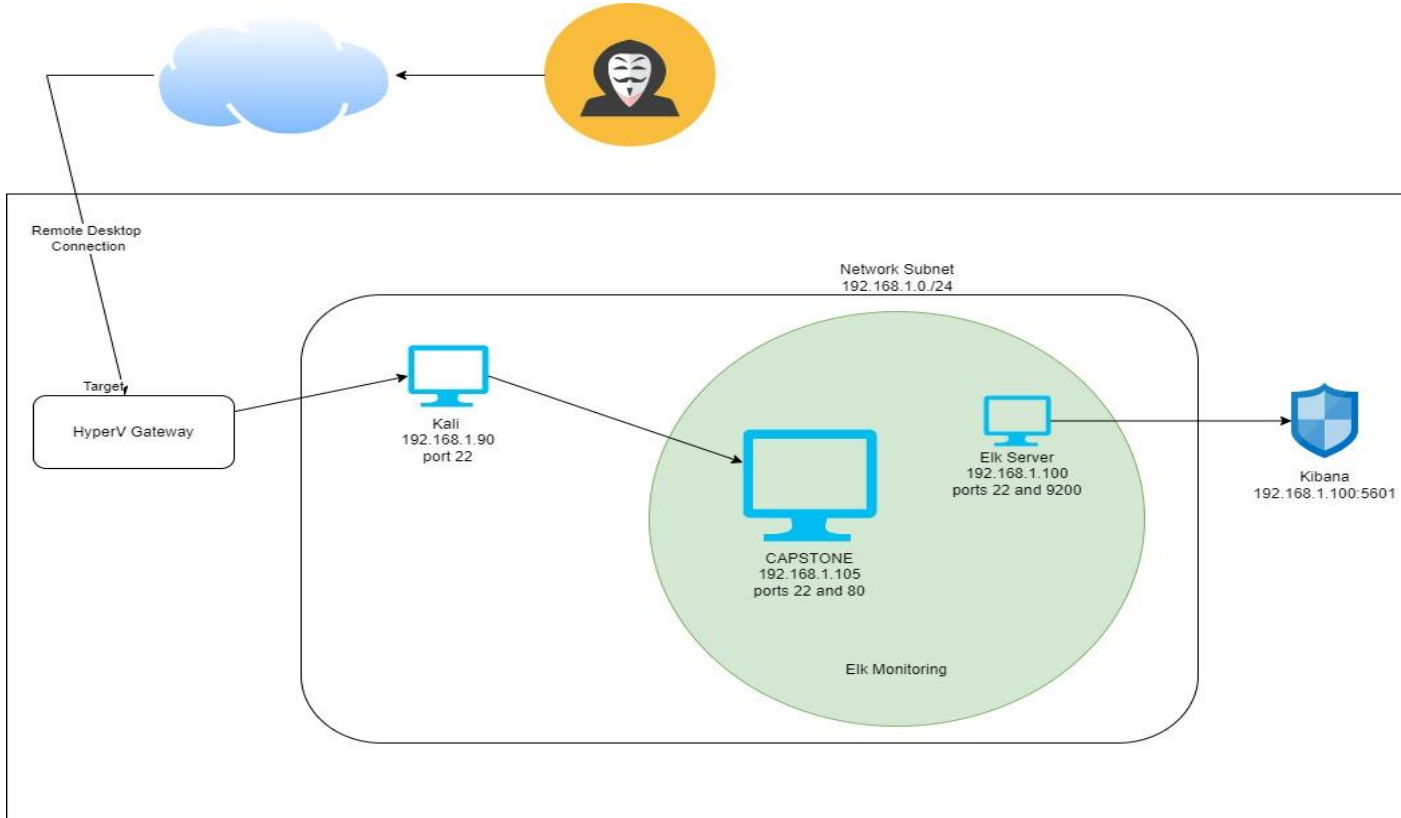 Remote Desktop
Connection
Network Subnet
192.168.1.0./24
Target
HyperV Gateway
Kali
192.168.1.90
port 22
Elk Server
192.168.1.100
ports 22 and 9200
Kibana
192.168.1.100:5601
CAPSTONE
192.168.1.105
ports 22 and 80
Elk Monitoring